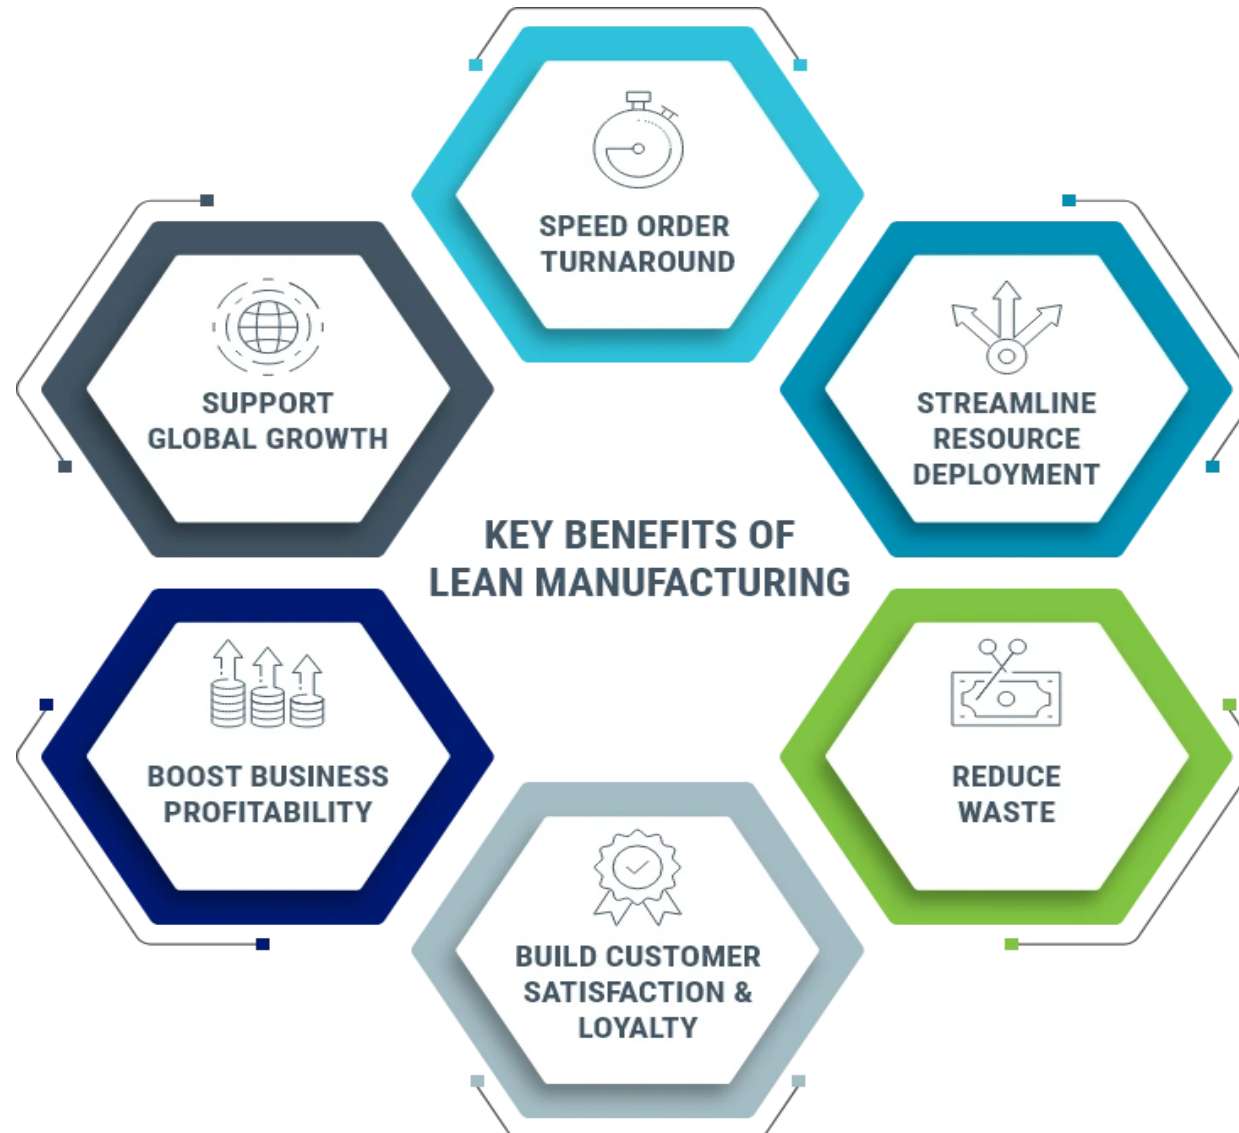 SPEED ORDER
TURNAROUND
SUPPORT
GLOBAL GROWTH
STREAMLINE
RESOURCE
DEPLOYMENT
KEY BENEFITS OF
LEAN MANUFACTURING
BOOST BUSINESS
PROFITABILITY
REDUCE
WASTE
BUILD CUSTOMER
SATISFACTION &
LOYALTY